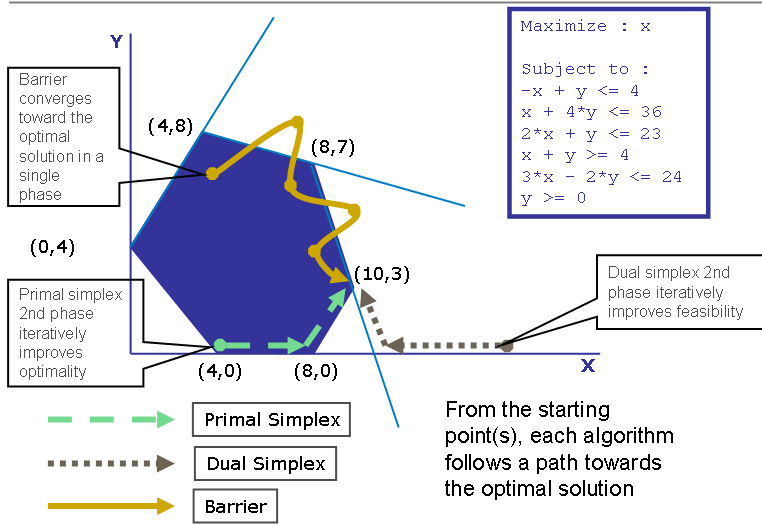 Maximize : x
Subject to :
-x + y <= 4
x + 4*y <= 36
2*x + y <= 23
x + y >= 4
3*x - 2*y <= 24
y >= 0
Y
Barrier
converges
toward the
optimal
solution in a
single
phase
(4,8)
(8,7)
(0,4)
(10,3)
Primal simplex
2nd phase
iteratively
improves
optimality
Dual simplex 2nd
phase iteratively
improves feasibility
X
(4,0)
(8,0)
Primal Simplex
Dual Simplex
Barrier
From the starting
point(s), each algorithm
follows a path towards
the optimal solution